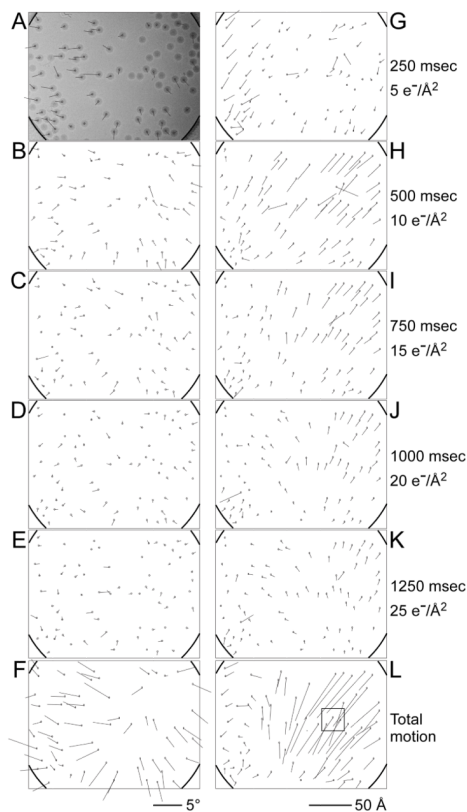 A
G
250 msec
5 e⁻/Å²
B
H
500 msec
10 e⁻/Å²
C
I
750 msec
15 e⁻/Å²
D
J
1000 msec
20 e⁻/Å²
E
K
1250 msec
25 e⁻/Å²
F
L
Total
motion
5°
50 Å